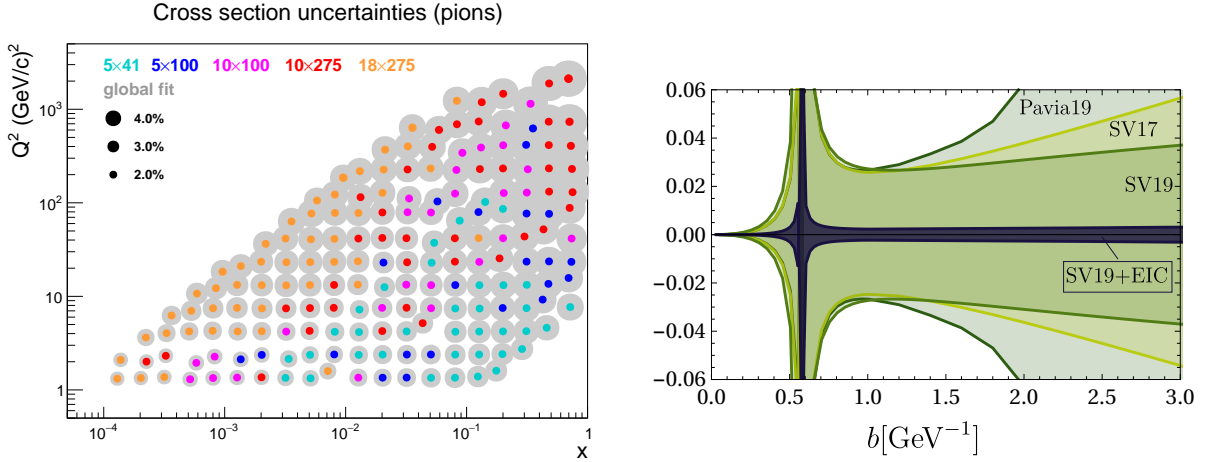 Cross section uncertainties (pions)
Q² (GeV/c)²
5×41 5×100 10×100 10×275 18×275
global fit
4.0%
3.0%
2.0%
10³
10²
10
1
10⁻⁴ 10⁻³ 10⁻² 10⁻¹ 1
x
0.06
0.04
0.02
0.00
−0.02
−0.04
−0.06
Pavia19
SV17
SV19
SV19+EIC
0.0 0.5 1.0 1.5 2.0 2.5 3.0
b[GeV⁻¹]